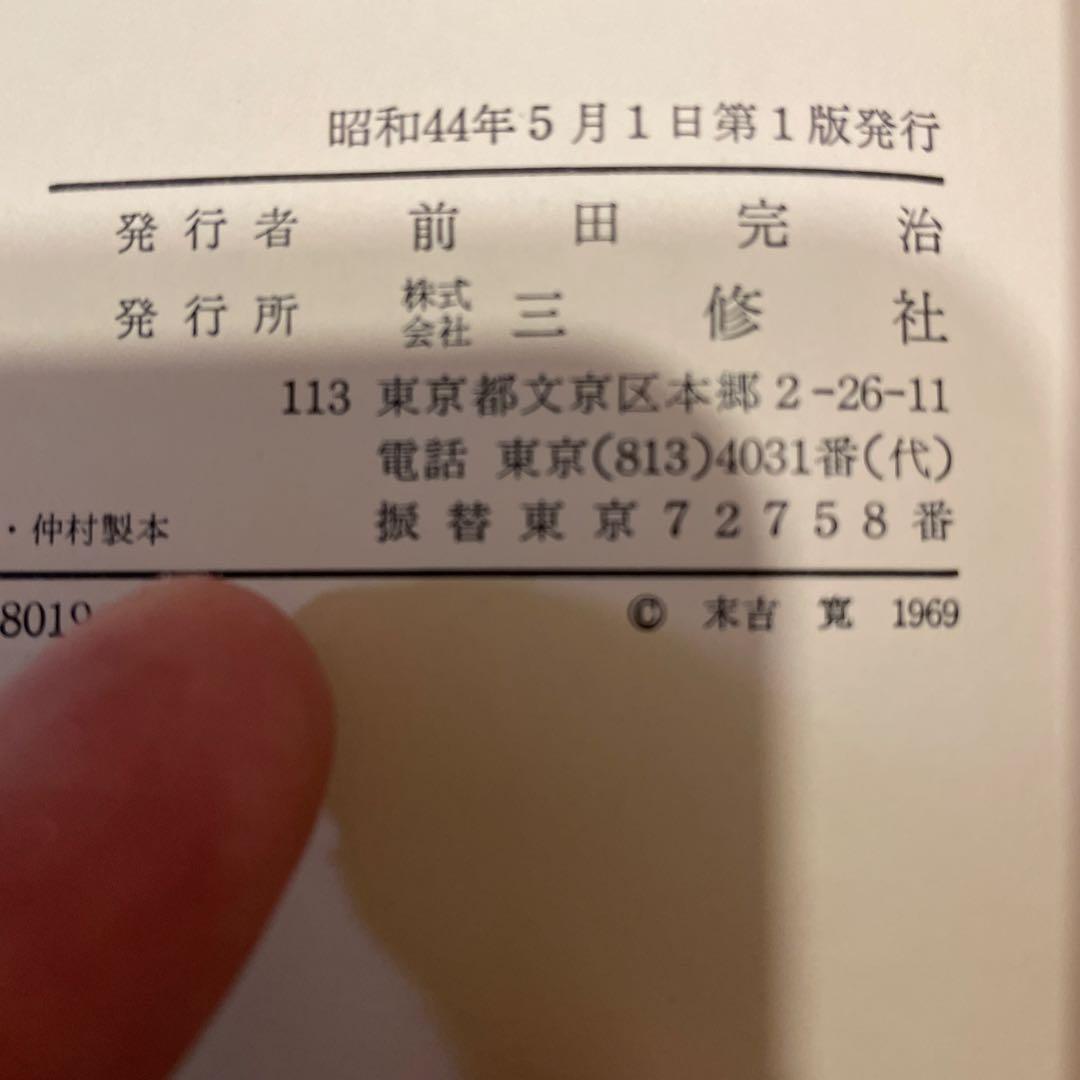 昭和44年5月1日第1版発行
発行者 前田完治
発行所 株式会社 三修社
113 東京都文京区本郷2-26-11
電話 東京(813)4031番(代)
・仲村製本 振替東京72758番
8019 © 末吉 寛 1969